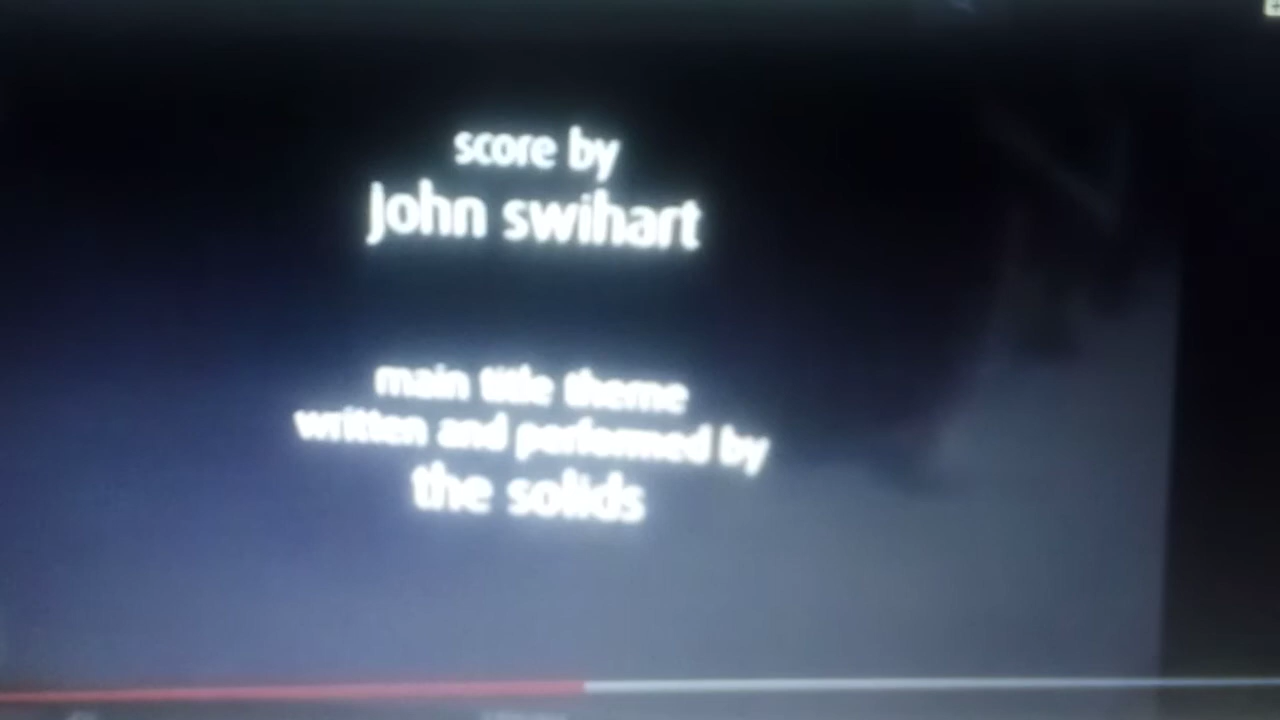 score by
john swihart
main title theme
written and performed by
the solids